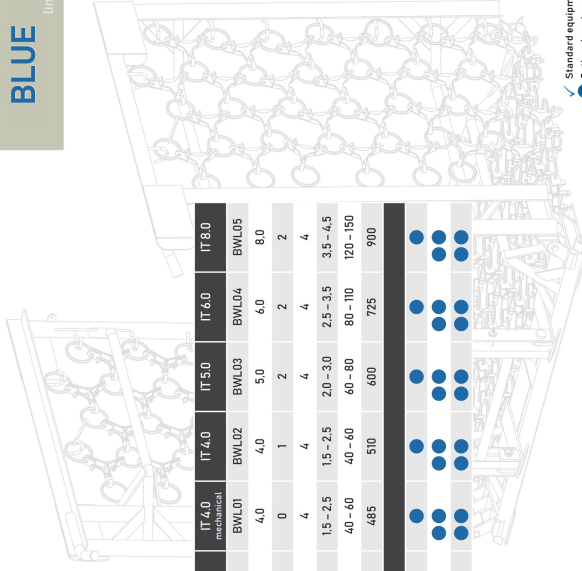 BLUE
lin
IT 4.0 mechanical IT 4.0 IT 5.0 IT 6.0 IT 8.0
BWL01 BWL02 BWL03 BWL04 BWL05
4.0 4.0 5.0 6.0 8.0
0 1 2 2 2
4 4 4 4 4
1,5 – 2,5 1,5 – 2,5 2,0 – 3,0 2,5 – 3,5 3,5 – 4,5
40 – 60 40 – 60 60 – 80 80 – 110 120 – 150
485 510 600 725 900
✓ Standard equipm